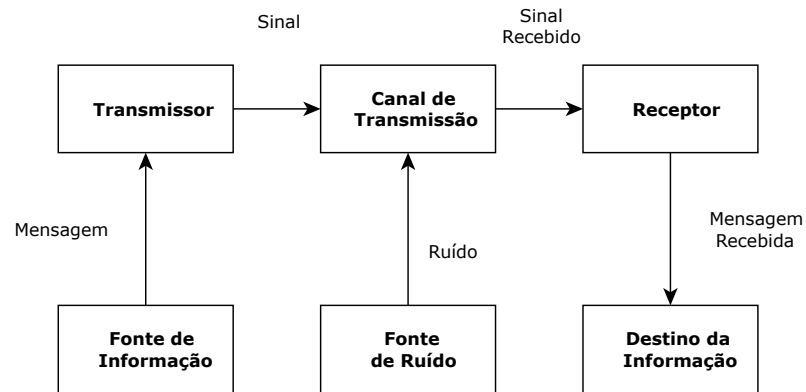 Sinal
Sinal
Recebido
Transmissor
Canal de
Transmissão
Receptor
Mensagem
Ruído
Mensagem
Recebida
Fonte de
Informação
Fonte
de Ruído
Destino da
Informação